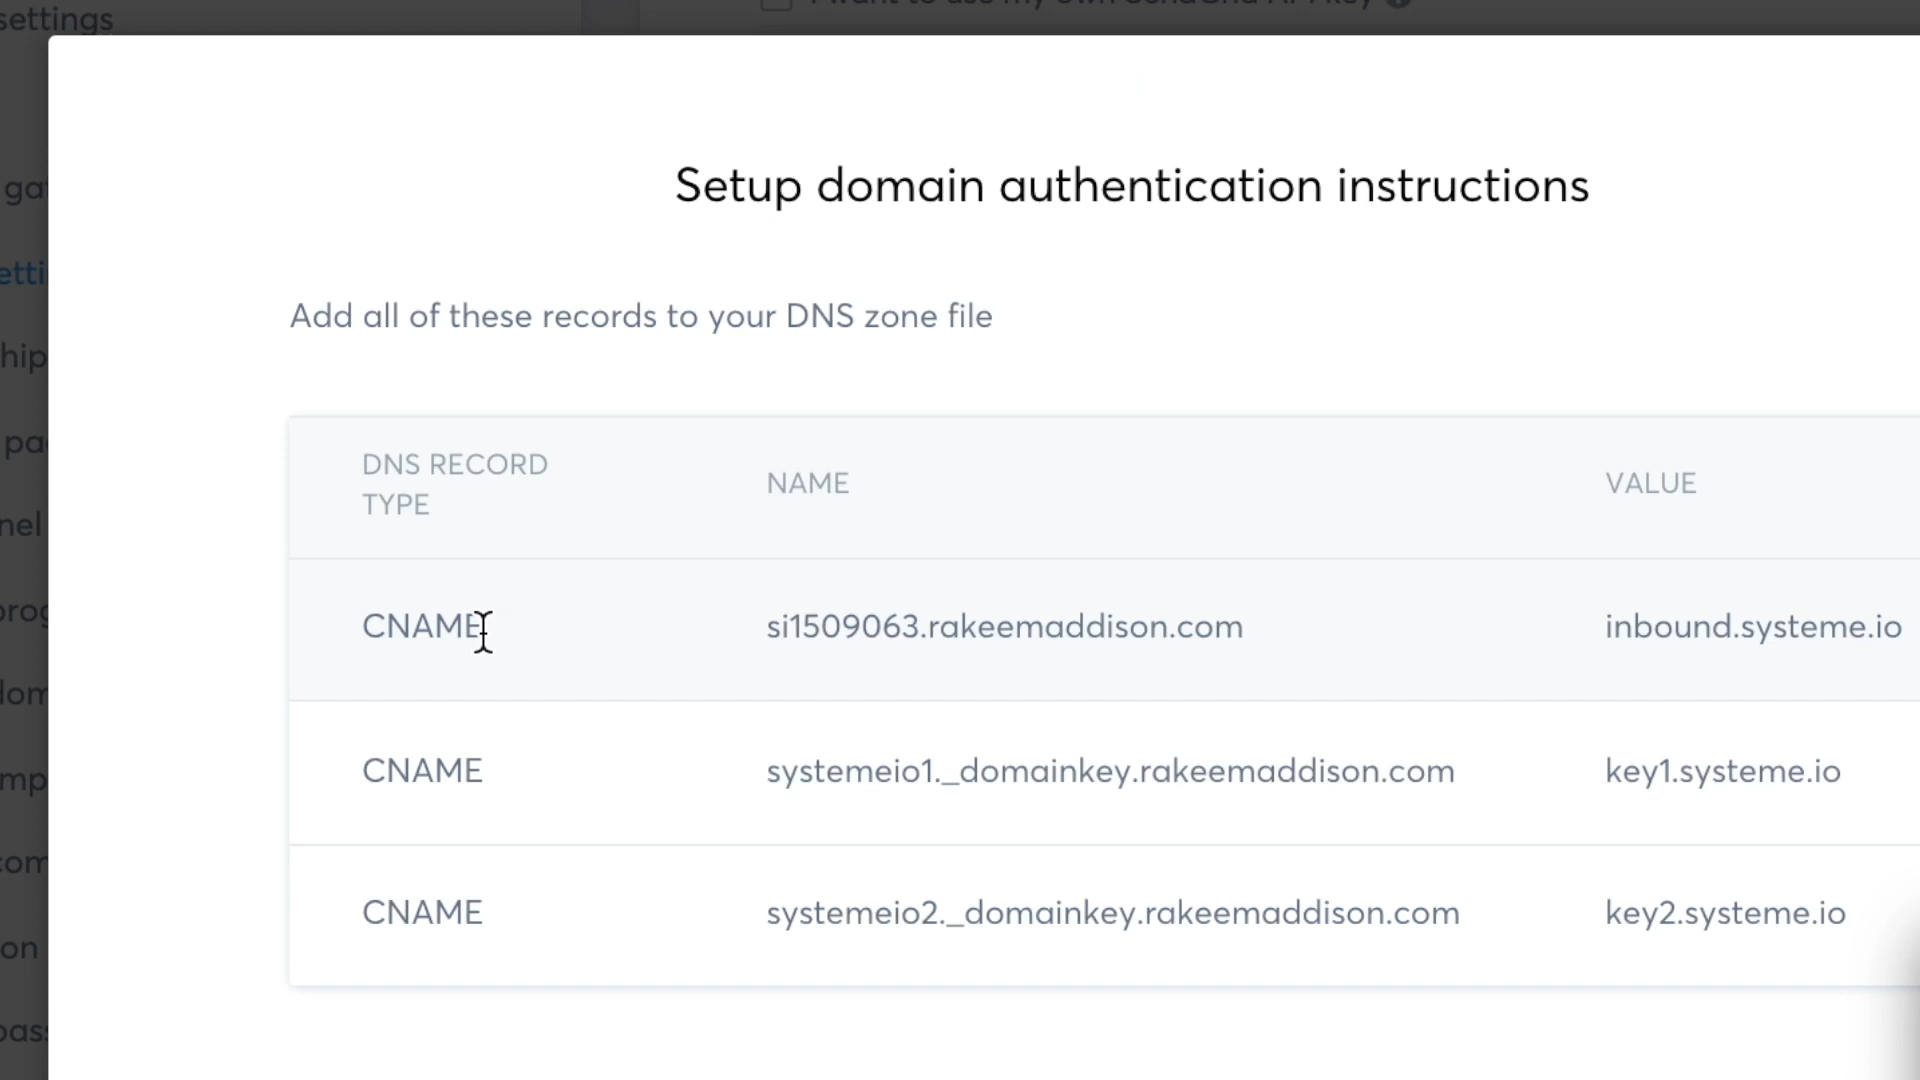 settings
Setup domain authentication instructions
Add all of these records to your DNS zone file
DNS RECORD
TYPE
NAME
VALUE
CNAME
si1509063.rakeemaddison.com
inbound.systeme.io
CNAME
systemeio1._domainkey.rakeemaddison.com
key1.systeme.io
CNAME
systemeio2._domainkey.rakeemaddison.com
key2.systeme.io